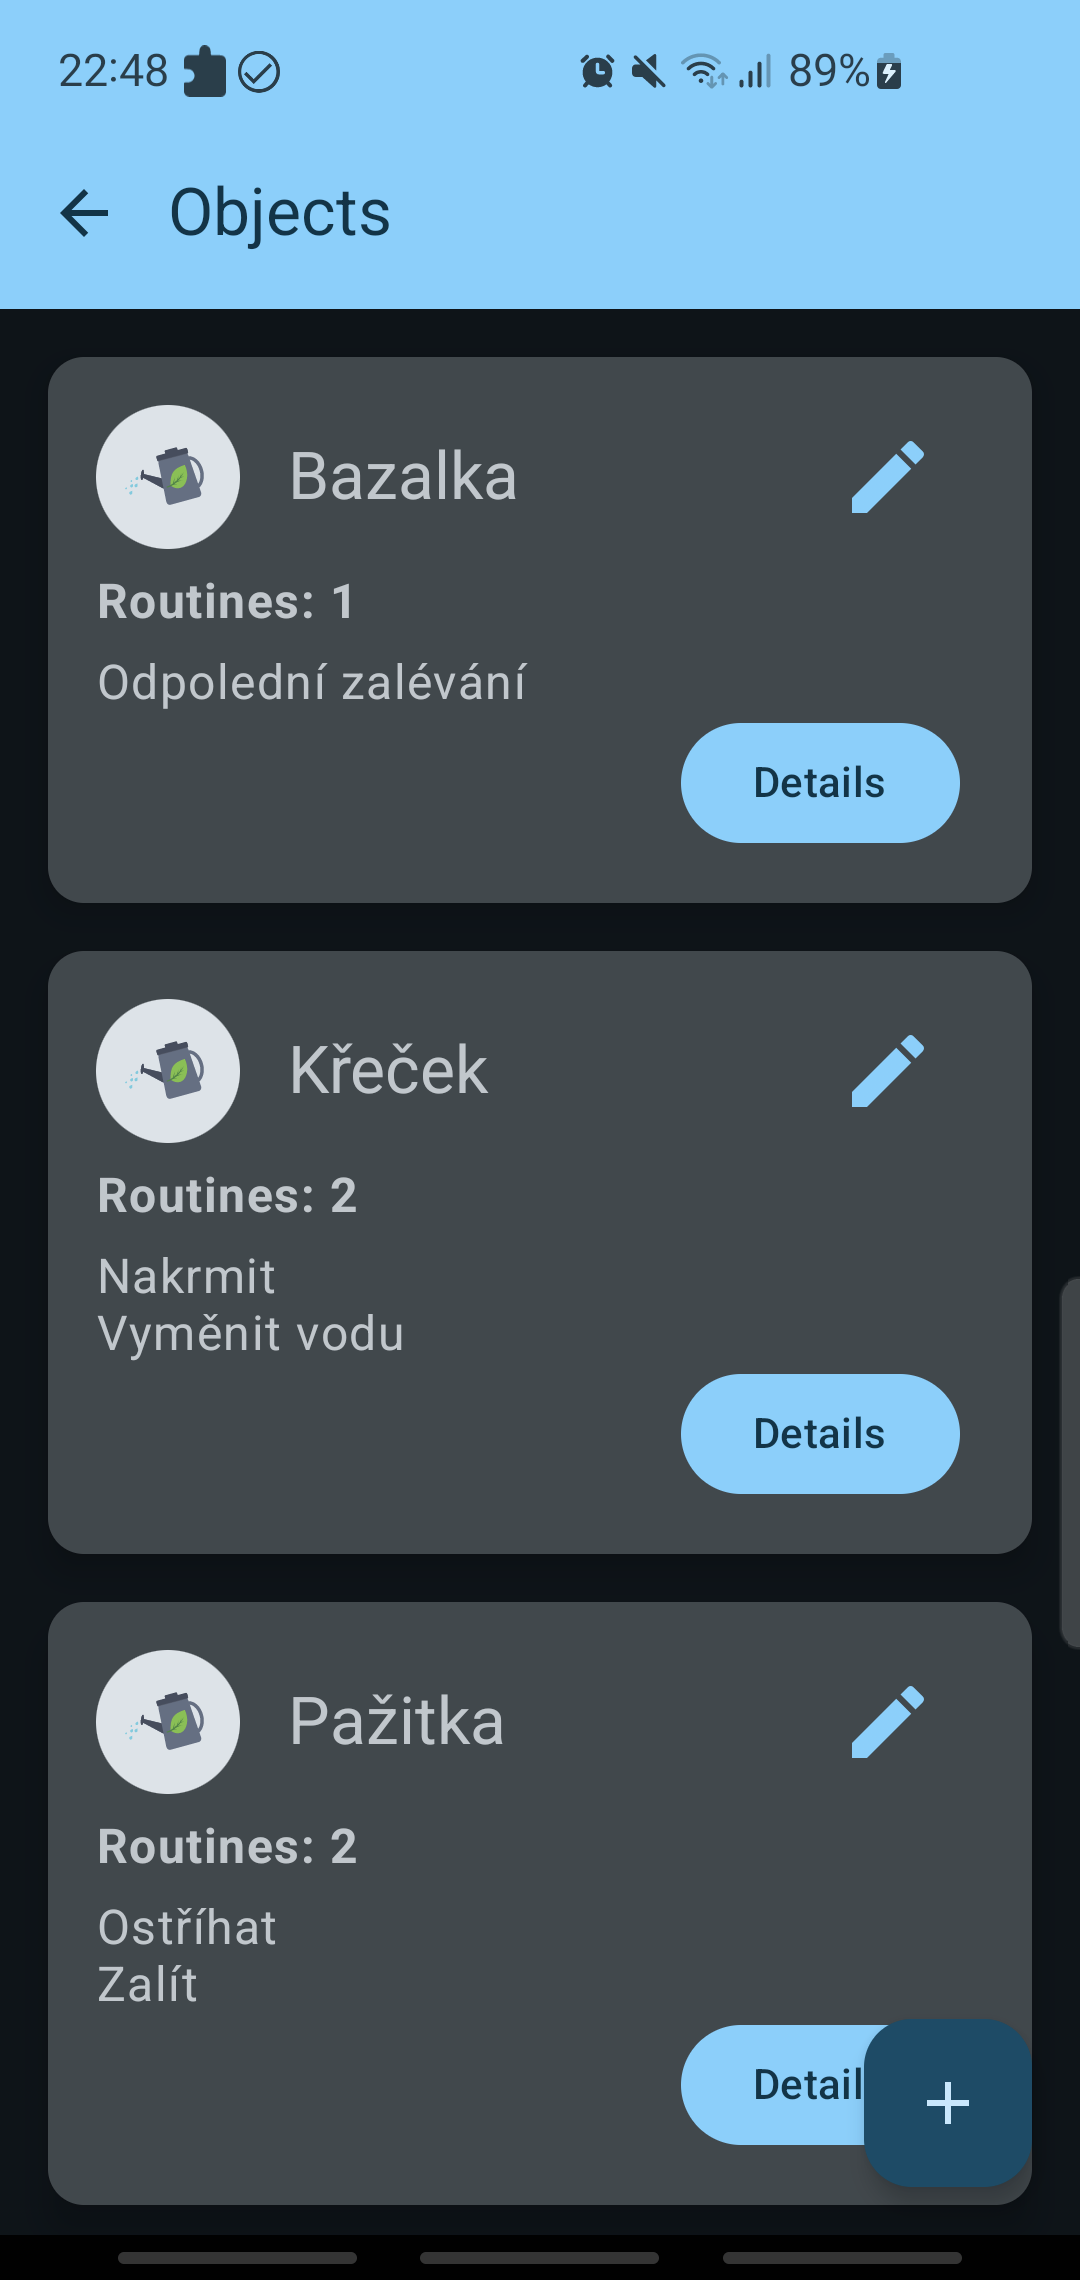 22:48
89%
Objects
Bazalka
Routines: 1
Odpolední zalévání
Details
Křeček
Routines: 2
Nakrmit
Vyměnit vodu
Details
Pažitka
Routines: 2
Ostříhat
Zalít
Detail